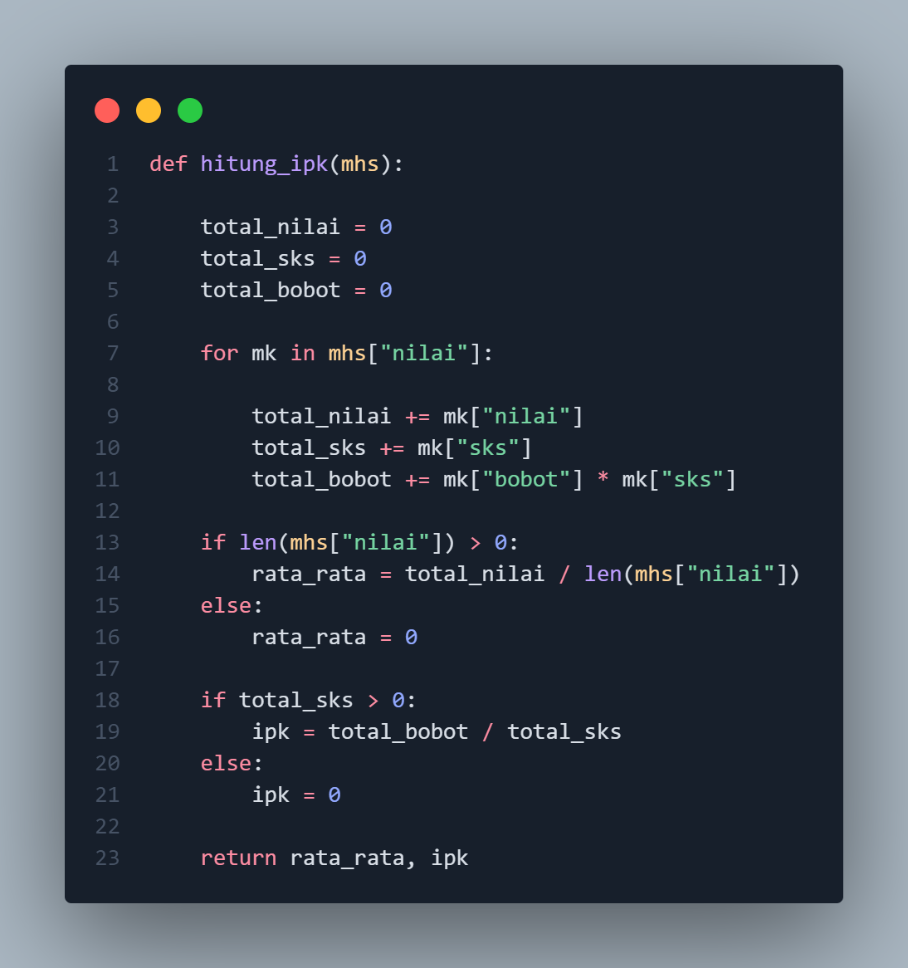 1 def hitung_ipk(mhs):
2
3     total_nilai = 0
4     total_sks = 0
5     total_bobot = 0
6
7     for mk in mhs["nilai"]:
8
9         total_nilai += mk["nilai"]
10         total_sks += mk["sks"]
11         total_bobot += mk["bobot"] * mk["sks"]
12
13     if len(mhs["nilai"]) > 0:
14         rata_rata = total_nilai / len(mhs["nilai"])
15     else:
16         rata_rata = 0
17
18     if total_sks > 0:
19         ipk = total_bobot / total_sks
20     else:
21         ipk = 0
22
23     return rata_rata, ipk